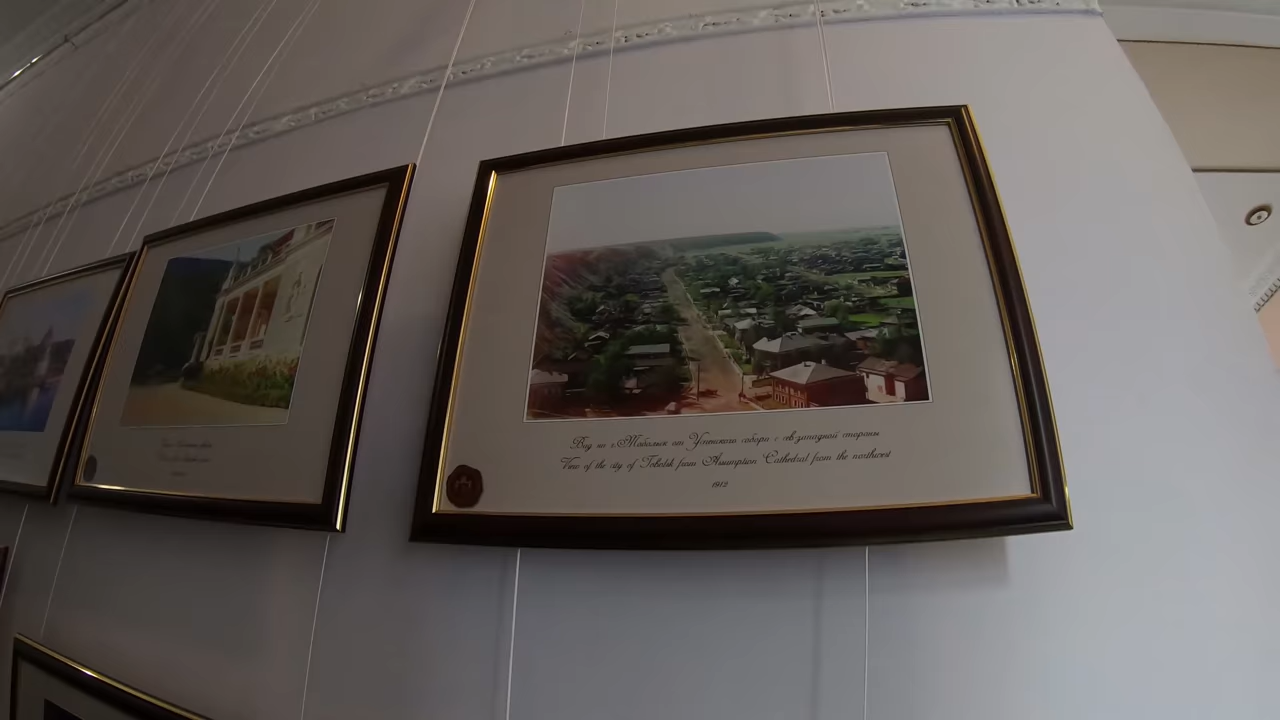 Вид на г. Тобольск от Успенского собора с сев-западной стороны
View of the city of Tobolsk from Assumption Cathedral from the northwest
1912